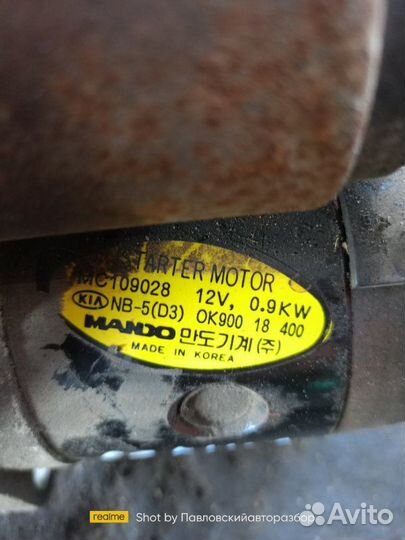 STARTER MOTOR
MC109028 12V, 0.9KW
KIA NB-5(D3) OK900 18 400
MANDO 만도기계(주)
MADE IN KOREA
realme Shot by Павловскийавторазбор
Avito